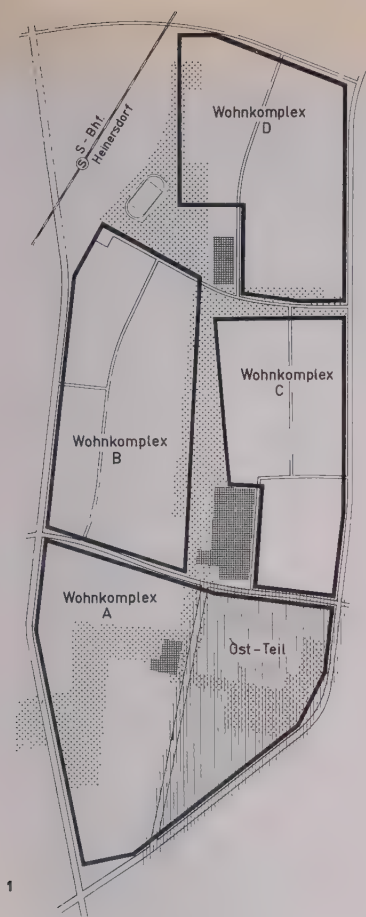 Wohnkomplex
D
S S-Bhf.
Heinersdorf
Wohnkomplex
C
Wohnkomplex
B
Wohnkomplex
A
Ost-Teil
1